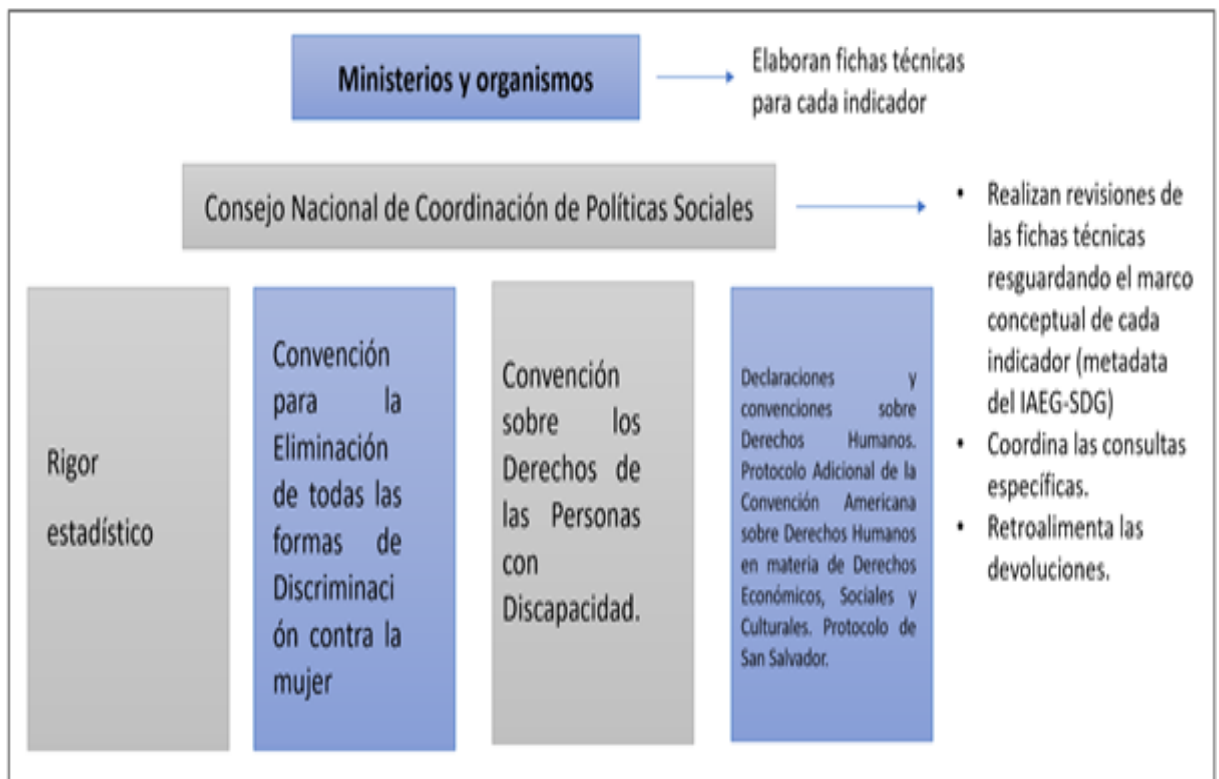 Ministerios y organismos
Elaboran fichas técnicas
para cada indicador
Consejo Nacional de Coordinación de Políticas Sociales
• Realizan revisiones de
las fichas técnicas
resguardando el marco
conceptual de cada
indicador (metadata
del IAEG-SDG)
• Coordina las consultas
específicas.
• Retroalimenta las
devoluciones.
Rigor
estadístico
Convención
para la
Eliminación
de todas las
formas de
Discriminaci
ón contra la
mujer
Convención
sobre los
Derechos de
las Personas
con
Discapacidad.
Declaraciones y
convenciones sobre
Derechos Humanos.
Protocolo Adicional de la
Convención Americana
sobre Derechos Humanos
en materia de Derechos
Económicos, Sociales y
Culturales. Protocolo de
San Salvador.